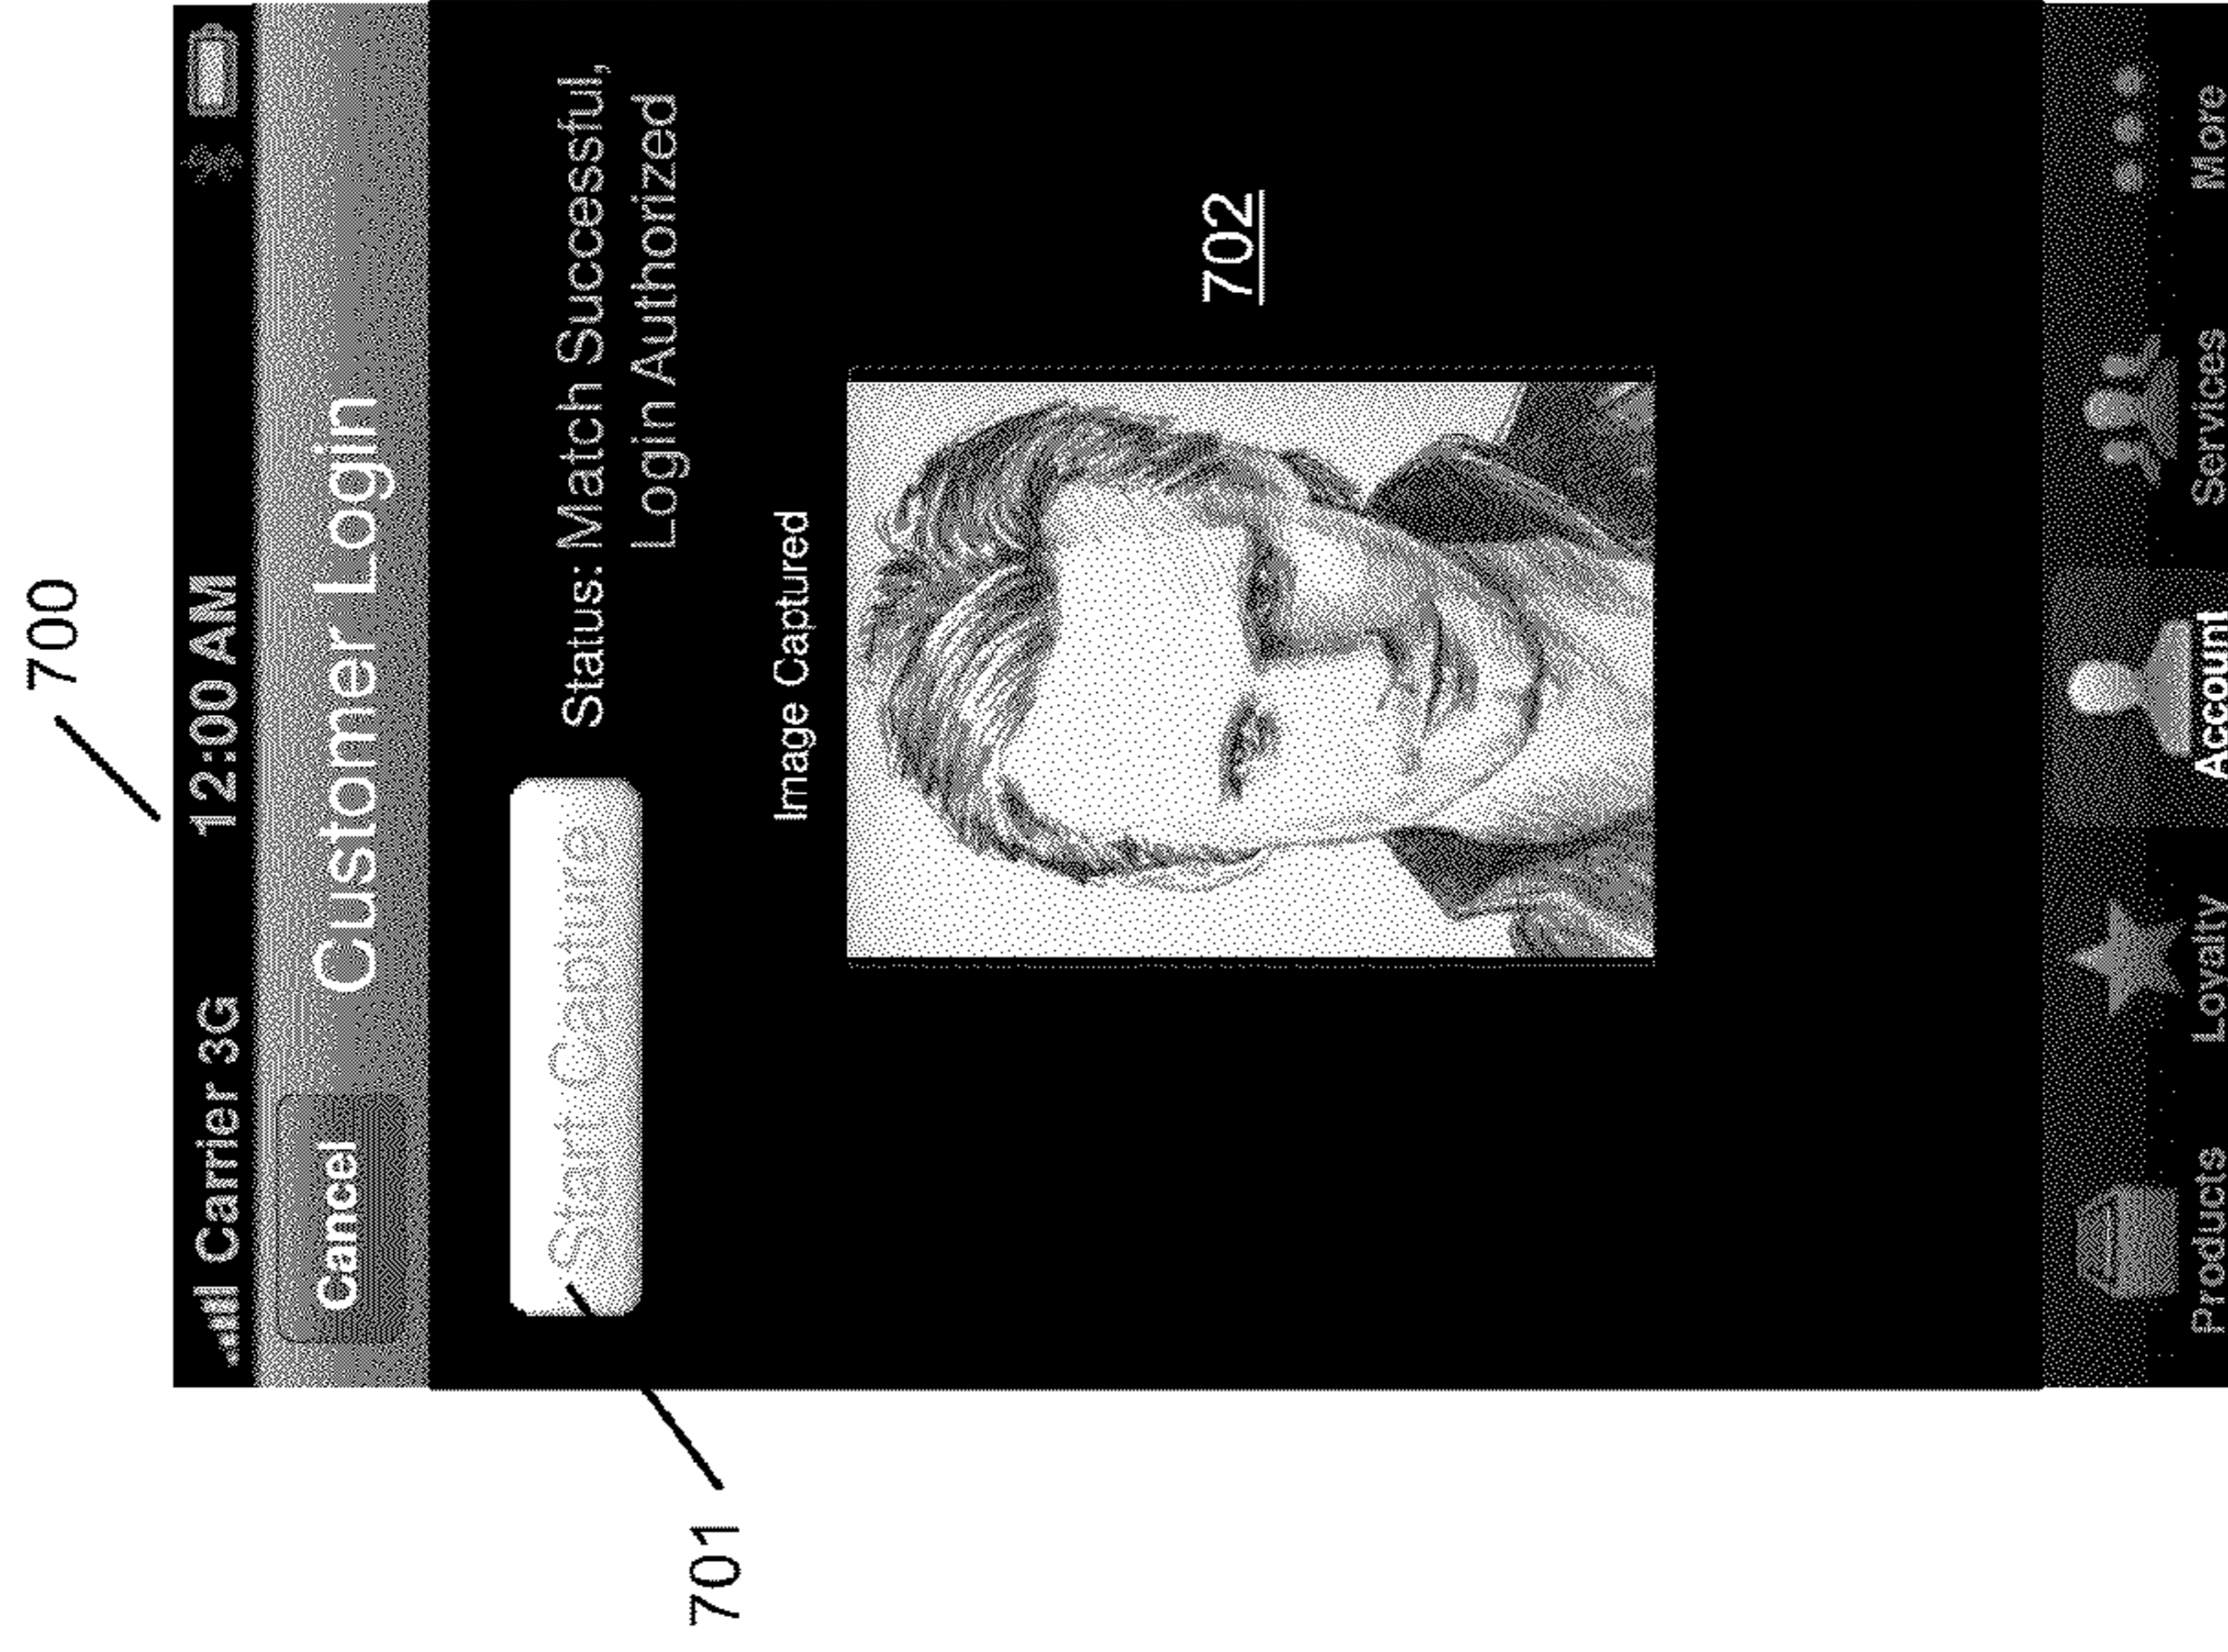 700
Carrier 3G 12:00 AM
Cancel Customer Login
Start Capture Status: Match Successful,
Login Authorized
701
Image Captured
702
Products Loyalty Account Services More